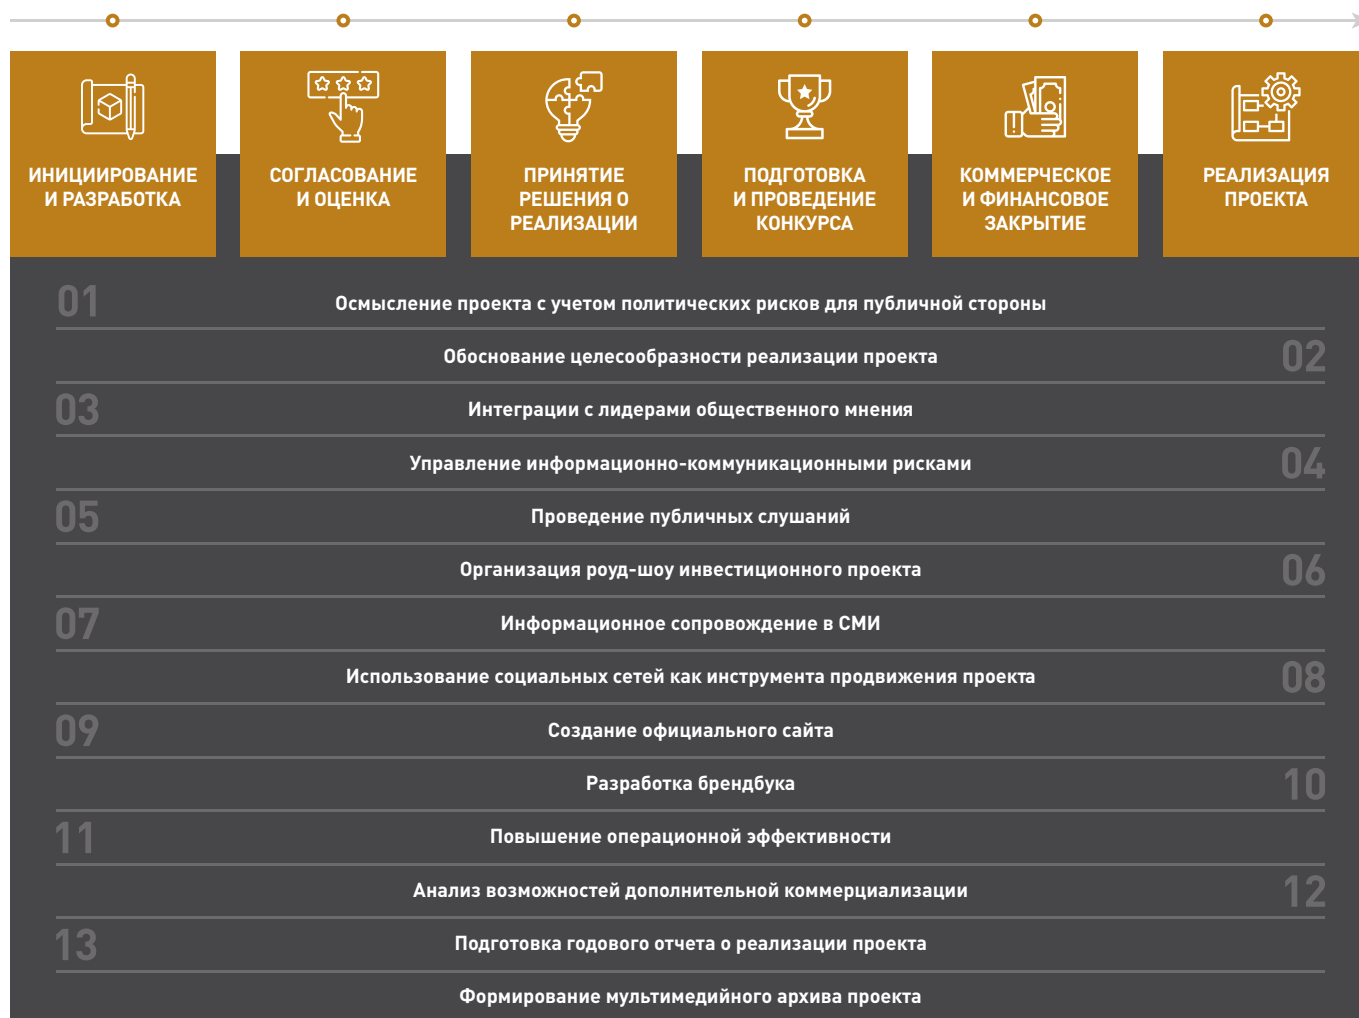 ИНИЦИИРОВАНИЕ
И РАЗРАБОТКА
СОГЛАСОВАНИЕ
И ОЦЕНКА
ПРИНЯТИЕ
РЕШЕНИЯ О
РЕАЛИЗАЦИИ
ПОДГОТОВКА
И ПРОВЕДЕНИЕ
КОНКУРСА
КОММЕРЧЕСКОЕ
И ФИНАНСОВОЕ
ЗАКРЫТИЕ
РЕАЛИЗАЦИЯ
ПРОЕКТА
01 Осмысление проекта с учетом политических рисков для публичной стороны
Обоснование целесообразности реализации проекта 02
03 Интеграции с лидерами общественного мнения
Управление информационно-коммуникационными рисками 04
05 Проведение публичных слушаний
Организация роуд-шоу инвестиционного проекта 06
07 Информационное сопровождение в СМИ
Использование социальных сетей как инструмента продвижения проекта 08
09 Создание официального сайта
Разработка брендбука 10
11 Повышение операционной эффективности
Анализ возможностей дополнительной коммерциализации 12
13 Подготовка годового отчета о реализации проекта
Формирование мультимедийного архива проекта